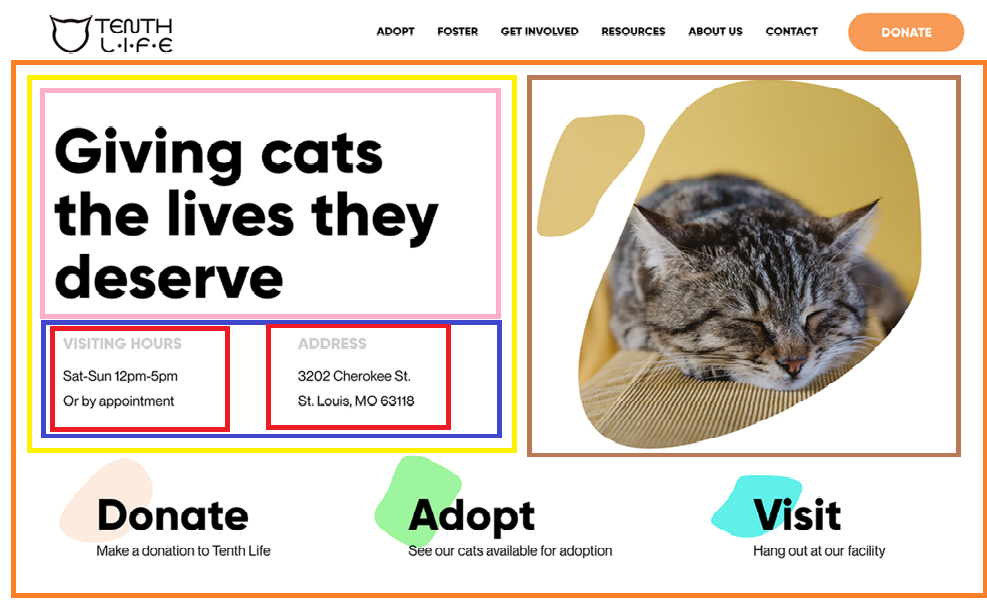 TENTH
L·I·F·E
ADOPT FOSTER GET INVOLVED RESOURCES ABOUT US CONTACT DONATE
Giving cats
the lives they
deserve
VISITING HOURS
Sat-Sun 12pm-5pm
Or by appointment
ADDRESS
3202 Cherokee St.
St. Louis, MO 63118
Donate
Make a donation to Tenth Life
Adopt
See our cats available for adoption
Visit
Hang out at our facility